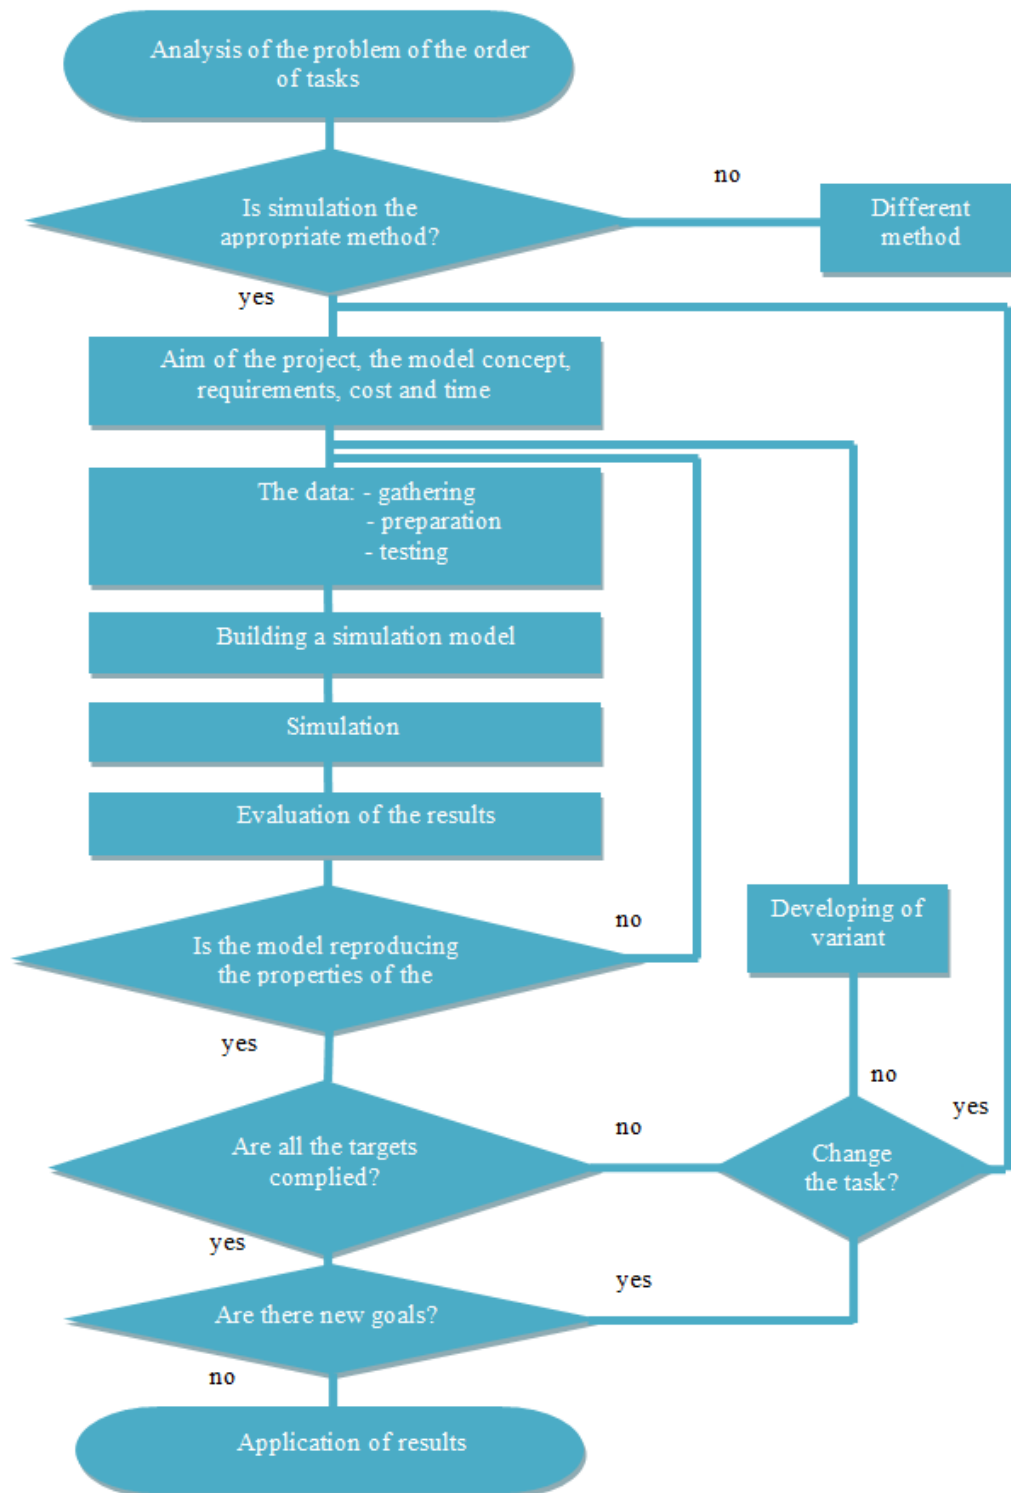 Analysis of the problem of the order
of tasks
Is simulation the
appropriate method?
no
Different
method
yes
Aim of the project, the model concept,
requirements, cost and time
The data: - gathering
- preparation
- testing
Building a simulation model
Simulation
Evaluation of the results
Is the model reproducing
the properties of the
no
yes
Developing of
variant
no
yes
Are all the targets
complied?
no
Change
the task?
yes
Are there new goals?
yes
no
Application of results